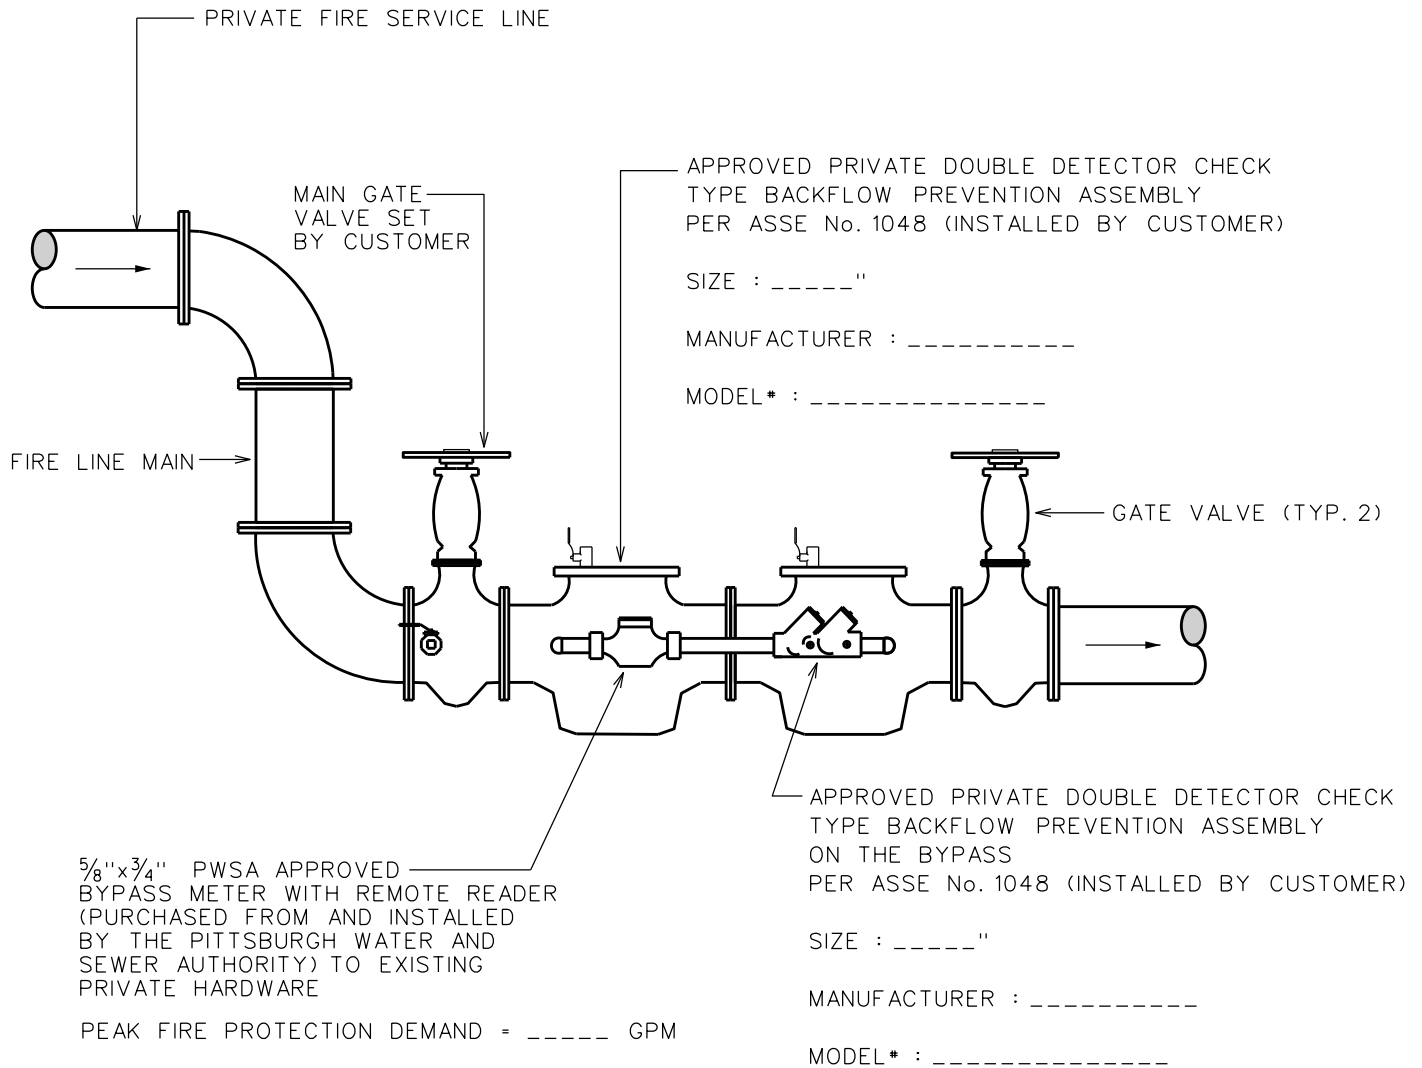 PRIVATE FIRE SERVICE LINE
APPROVED PRIVATE DOUBLE DETECTOR CHECK
TYPE BACKFLOW PREVENTION ASSEMBLY
PER ASSE No. 1048 (INSTALLED BY CUSTOMER)
SIZE : _____"
MANUFACTURER : __________
MODEL# : ______________
MAIN GATE
VALVE SET
BY CUSTOMER
FIRE LINE MAIN
GATE VALVE (TYP. 2)
5/8"x3/4" PWSA APPROVED
BYPASS METER WITH REMOTE READER
(PURCHASED FROM AND INSTALLED
BY THE PITTSBURGH WATER AND
SEWER AUTHORITY) TO EXISTING
PRIVATE HARDWARE
PEAK FIRE PROTECTION DEMAND = _____ GPM
APPROVED PRIVATE DOUBLE DETECTOR CHECK
TYPE BACKFLOW PREVENTION ASSEMBLY
ON THE BYPASS
PER ASSE No. 1048 (INSTALLED BY CUSTOMER)
SIZE : _____"
MANUFACTURER : __________
MODEL# : ______________